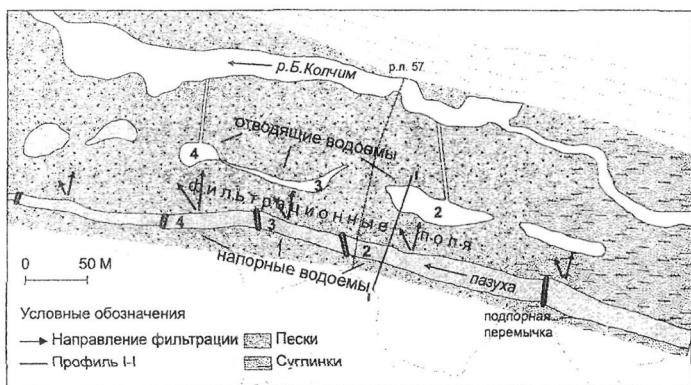 р.Б.Колчим
р.л. 57
отводящие водоемы
4
3
I
2
фильтрационные поля
4
3
2
напорные водоемы
I
пазуха
подпорная
перемычка
0 50 М
Условные обозначения
Направление фильтрации
Пески
Профиль I-I
Суглинки